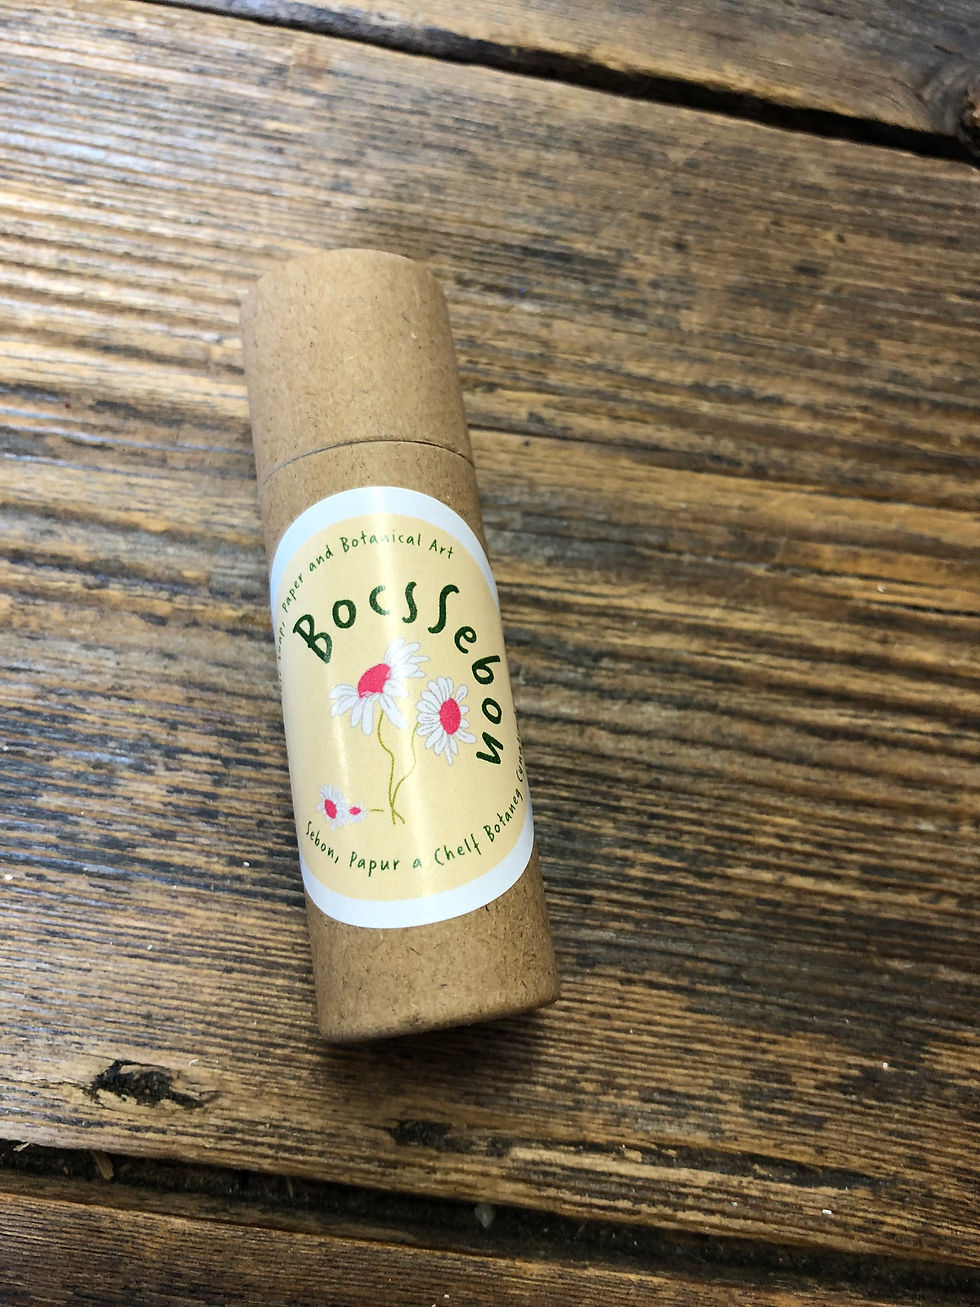 Paper and Botanical Art
BocsSebon
Sebon, Papur a Chelf Botaneg